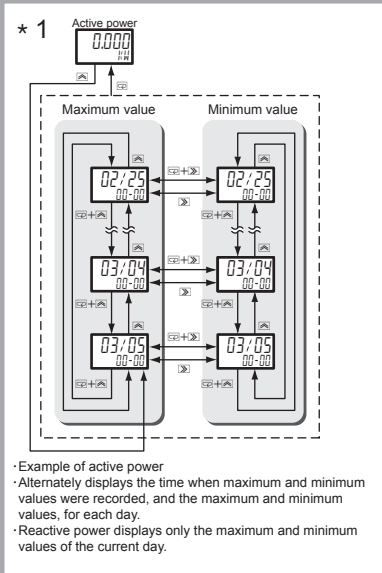 * 1
Active power
0.000
Maximum value Minimum value
02/25 02/25
00-00 00-00
03/04 03/04
00-00 00-00
03/05 03/05
00-00 00-00
·Example of active power
·Alternately displays the time when maximum and minimum
values were recorded, and the maximum and minimum
values, for each day.
·Reactive power displays only the maximum and minimum
values of the current day.